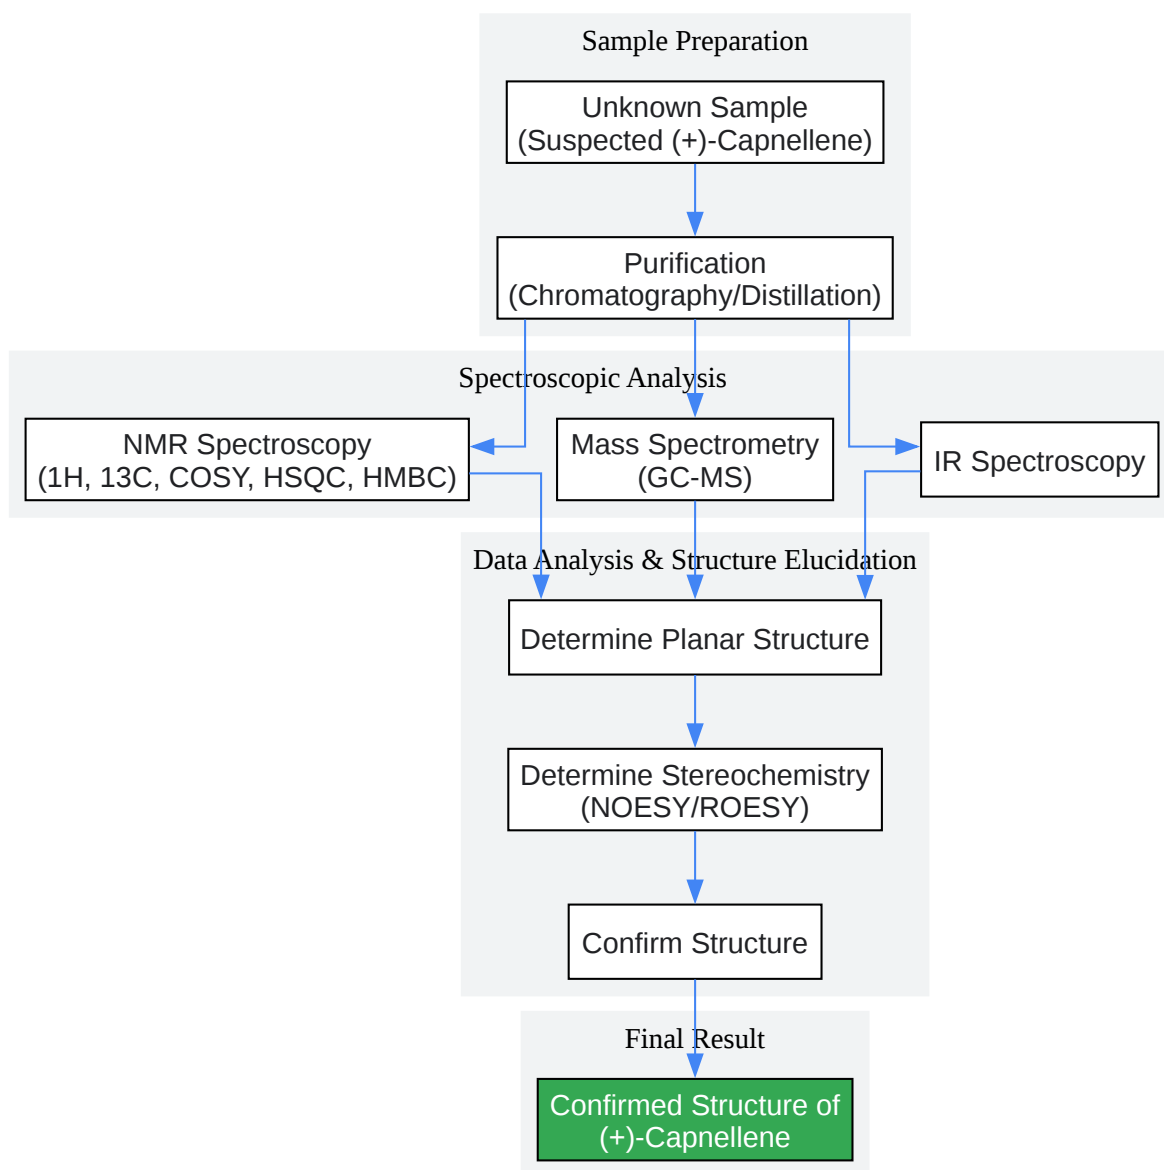 Sample Preparation
Unknown Sample
(Suspected (+)-Capnellene)
Purification
(Chromatography/Distillation)
Spectroscopic Analysis
NMR Spectroscopy
(1H, 13C, COSY, HSQC, HMBC)
Mass Spectrometry
(GC-MS)
IR Spectroscopy
Data Analysis & Structure Elucidation
Determine Planar Structure
Determine Stereochemistry
(NOESY/ROESY)
Confirm Structure
Final Result
Confirmed Structure of
(+)-Capnellene